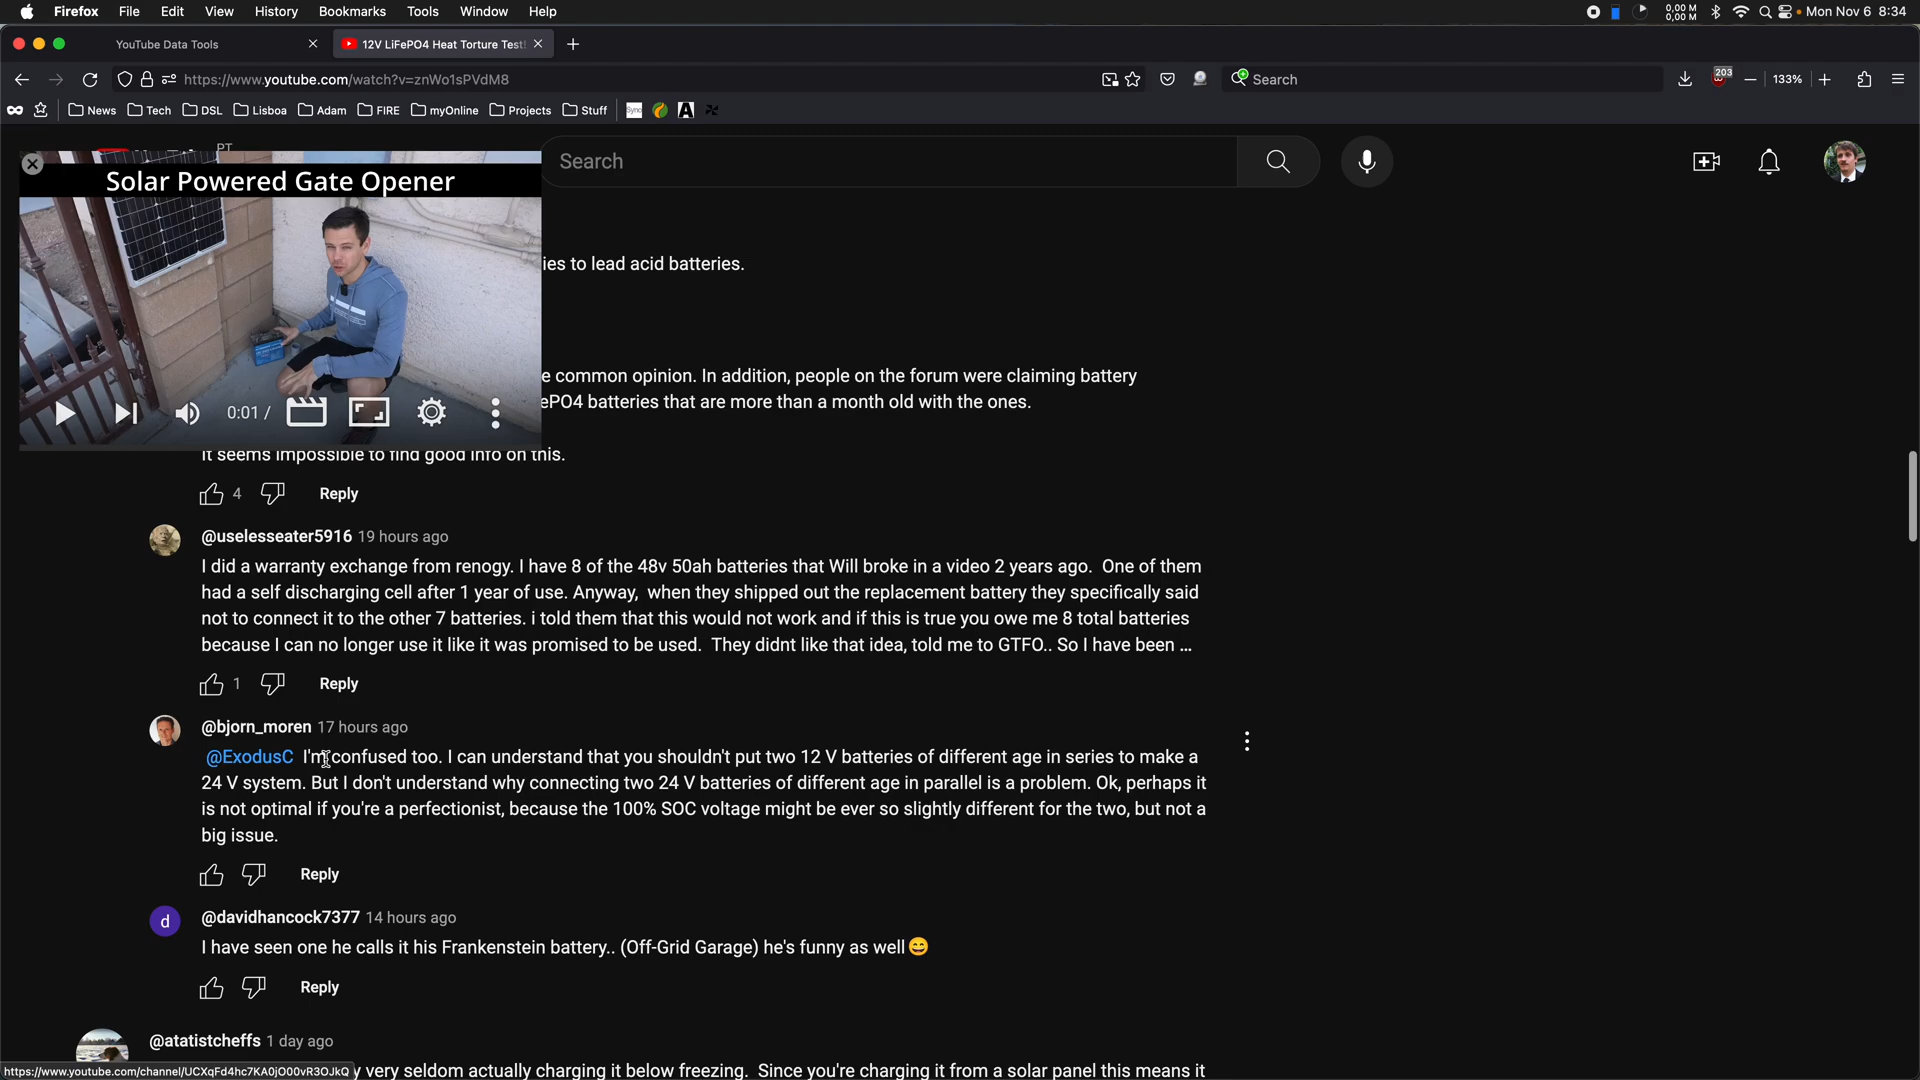 Firefox File Edit View History Bookmarks Tools Window Help
0,00 M
0,00 M
Mon Nov 6 8:34
YouTube Data Tools
12V LiFePO4 Heat Torture Test!
https://www.youtube.com/watch?v=znWo1sPVdM8
Search
203
133%
News Tech DSL Lisboa Adam FIRE myOnline Projects Stuff
Syno
PT
Search
Solar Powered Gate Opener
0:01 /
ies to lead acid batteries.
e common opinion. In addition, people on the forum were claiming battery
ePO4 batteries that are more than a month old with the ones.
It seems impossible to find good info on this.
4 Reply
@uselesseater5916 19 hours ago
I did a warranty exchange from renogy. I have 8 of the 48v 50ah batteries that Will broke in a video 2 years ago. One of them
had a self discharging cell after 1 year of use. Anyway, when they shipped out the replacement battery they specifically said
not to connect it to the other 7 batteries. i told them that this would not work and if this is true you owe me 8 total batteries
because I can no longer use it like it was promised to be used. They didnt like that idea, told me to GTFO.. So I have been ...
1 Reply
@bjorn_moren 17 hours ago
@ExodusC I'm confused too. I can understand that you shouldn't put two 12 V batteries of different age in series to make a
24 V system. But I don't understand why connecting two 24 V batteries of different age in parallel is a problem. Ok, perhaps it
is not optimal if you're a perfectionist, because the 100% SOC voltage might be ever so slightly different for the two, but not a
big issue.
Reply
d
@davidhancock7377 14 hours ago
I have seen one he calls it his Frankenstein battery.. (Off-Grid Garage) he's funny as well😄
Reply
@atatistcheffs 1 day ago
y very seldom actually charging it below freezing. Since you're charging it from a solar panel this means it
https://www.youtube.com/channel/UCXqFd4hc7KA0jO00vR3OJkQ